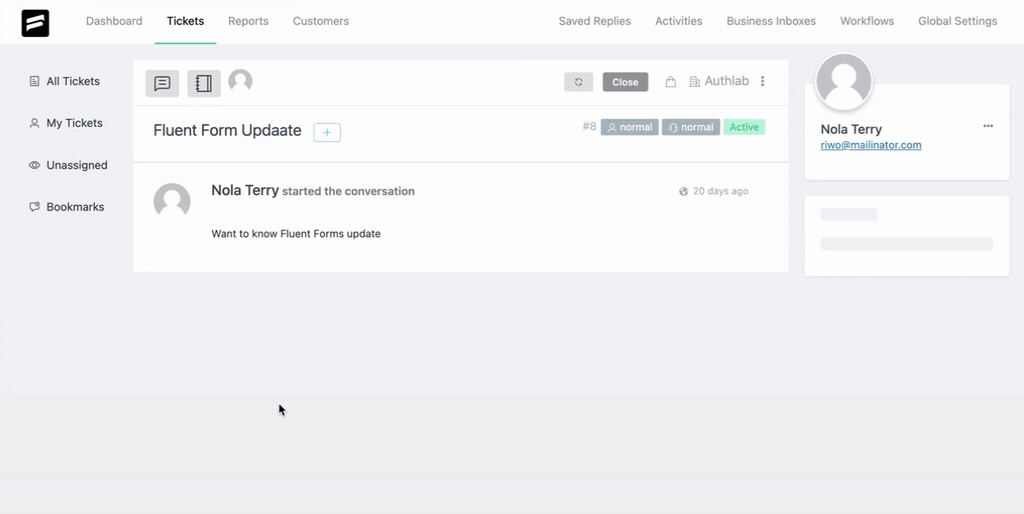 Dashboard Tickets Reports Customers Saved Replies Activities Business Inboxes Workflows Global Settings
All Tickets
My Tickets
Unassigned
Bookmarks
Close Authlab
Fluent Form Updaate + #8 normal normal Active
Nola Terry started the conversation 20 days ago
Want to know Fluent Forms update
Nola Terry
riwo@mailinator.com